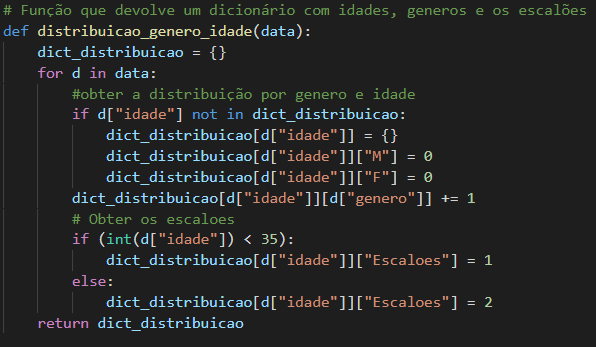 # Função que devolve um dicionário com idades, generos e os escalões
def distribuicao_genero_idade(data):
    dict_distribuicao = {}
    for d in data:
        #obter a distribuição por genero e idade
        if d["idade"] not in dict_distribuicao:
            dict_distribuicao[d["idade"]] = {}
            dict_distribuicao[d["idade"]]["M"] = 0
            dict_distribuicao[d["idade"]]["F"] = 0
        dict_distribuicao[d["idade"]][d["genero"]] += 1
        # Obter os escaloes
        if (int(d["idade"]) < 35):
            dict_distribuicao[d["idade"]]["Escaloes"] = 1
        else:
            dict_distribuicao[d["idade"]]["Escaloes"] = 2
    return dict_distribuicao